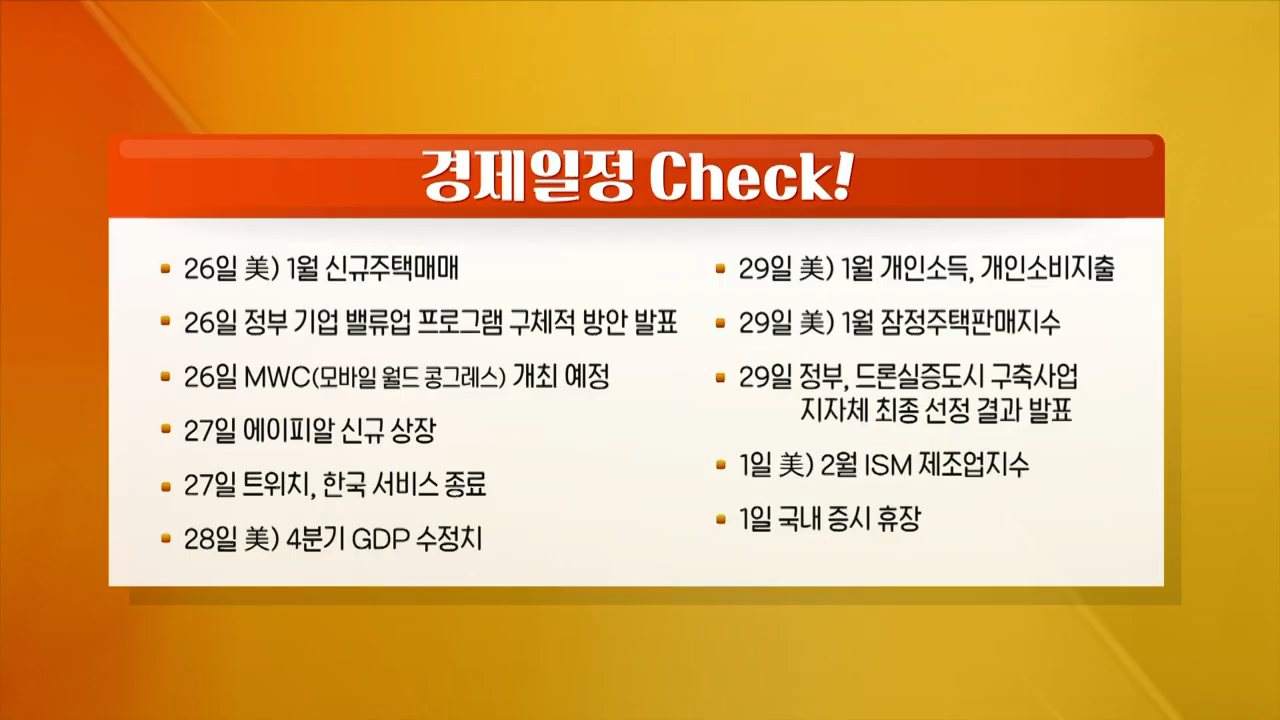 경제일정 Check!
26일 美) 1월 신규주택매매
26일 정부 기업 밸류업 프로그램 구체적 방안 발표
26일 MWC(모바일 월드 콩그레스) 개최 예정
27일 에이피알 신규 상장
27일 트위치, 한국 서비스 종료
28일 美) 4분기 GDP 수정치
29일 美) 1월 개인소득, 개인소비지출
29일 美) 1월 잠정주택판매지수
29일 정부, 드론실증도시 구축사업
지자체 최종 선정 결과 발표
1일 美) 2월 ISM 제조업지수
1일 국내 증시 휴장